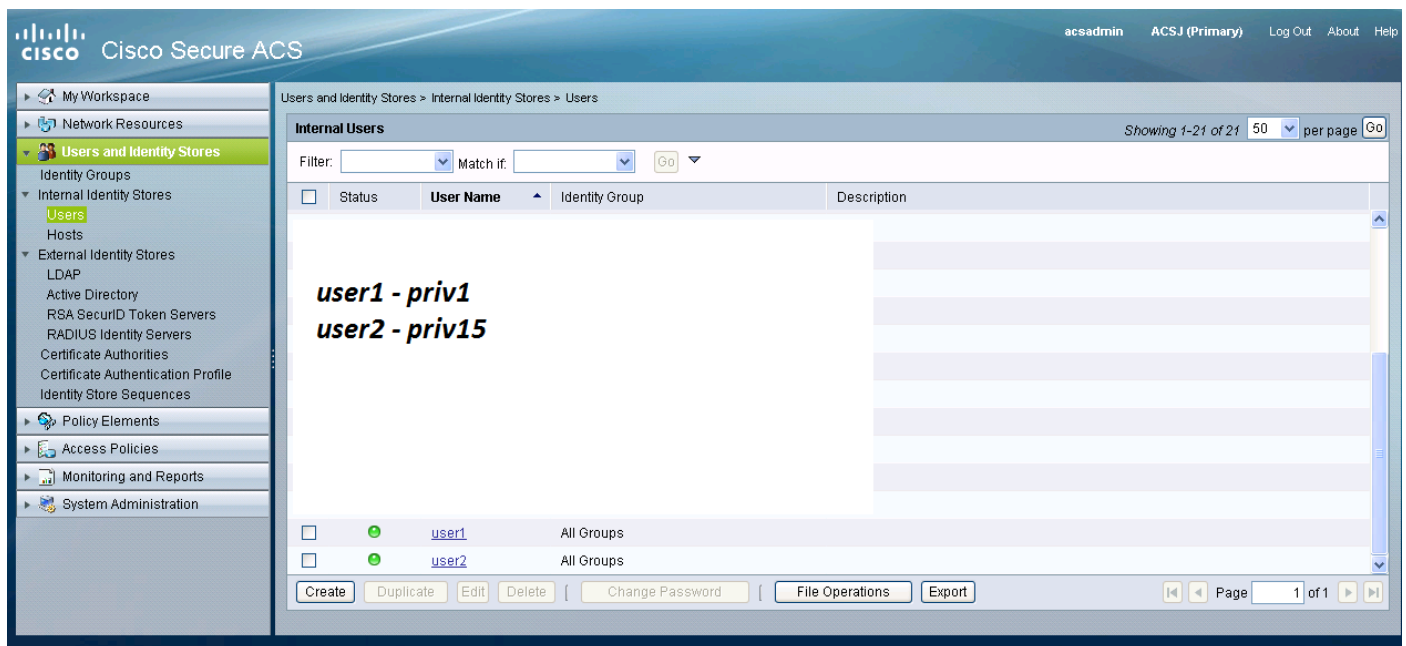 cisco Cisco Secure ACS
acsadmin ACSJ (Primary) Log Out About Help
My Workspace
Network Resources
Users and Identity Stores
Identity Groups
Internal Identity Stores
Users
Hosts
External Identity Stores
LDAP
Active Directory
RSA SecurID Token Servers
RADIUS Identity Servers
Certificate Authorities
Certificate Authentication Profile
Identity Store Sequences
Policy Elements
Access Policies
Monitoring and Reports
System Administration
Users and Identity Stores > Internal Identity Stores > Users
Internal Users Showing 1-21 of 21 50 per page Go
Filter: Match if: Go
Status User Name Identity Group Description
user1 - priv1
user2 - priv15
user1 All Groups
user2 All Groups
Create Duplicate Edit Delete | Change Password | File Operations Export Page 1 of 1